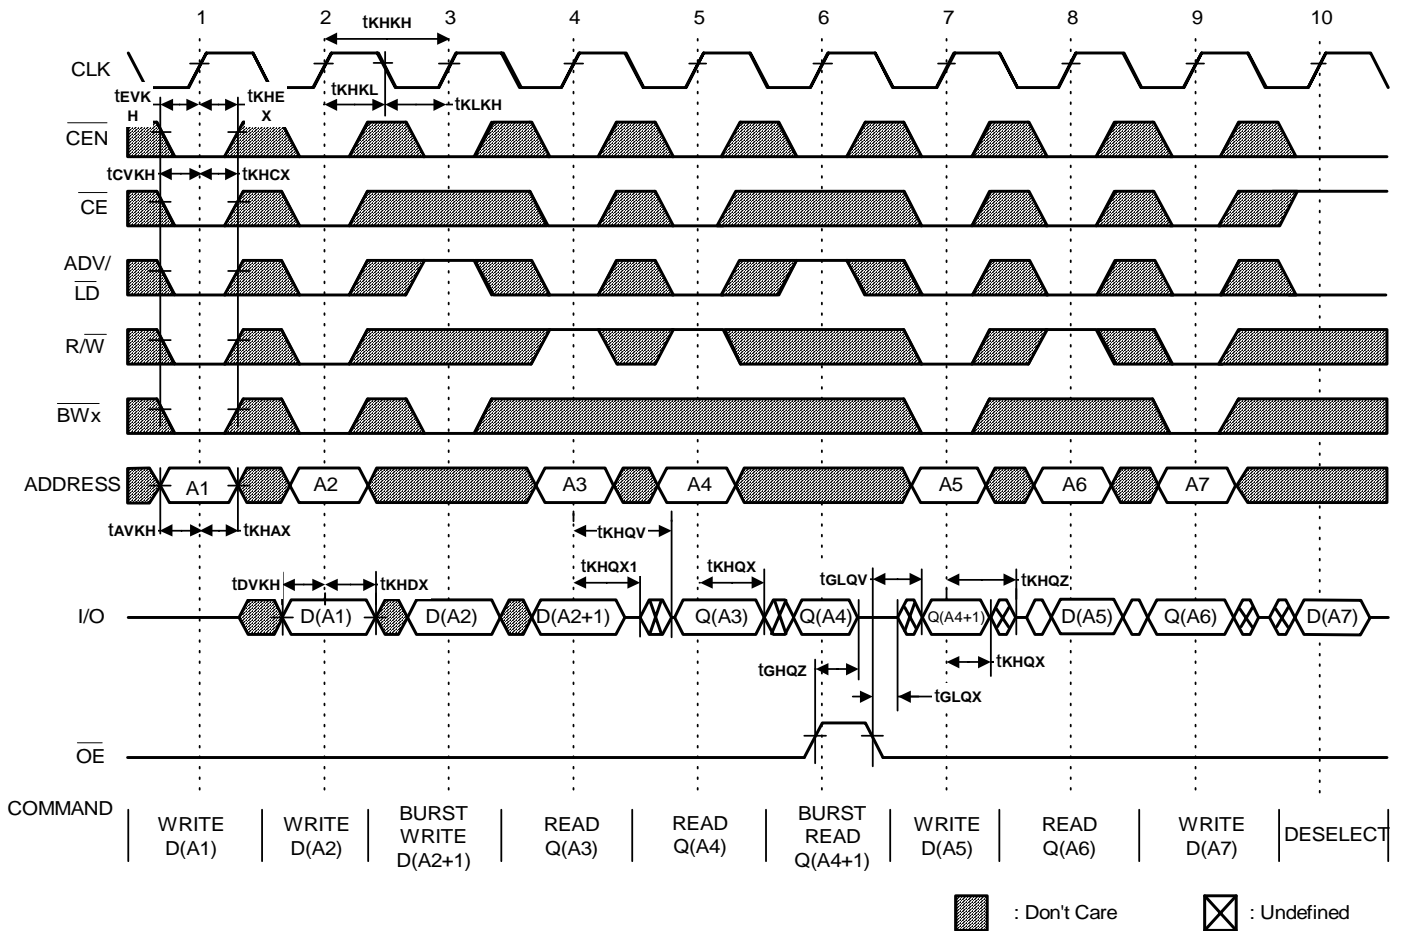 1 2 3 4 5 6 7 8 9 10
tKHKH
CLK
tEVKH tKHEX tKHKL tKLKH
CEN
tCVKH tKHCX
CE
ADV/
LD
R/W
BWx
ADDRESS A1 A2 A3 A4 A5 A6 A7
tAVKH tKHAX tKHQV
tDVKH tKHDX tKHQX1 tKHQX tGLQV tKHQZ
I/O D(A1) D(A2) D(A2+1) Q(A3) Q(A4) Q(A4+1) D(A5) Q(A6) D(A7)
tGHQZ tKHQX
tGLQX
OE
COMMAND
WRITE
D(A1)
WRITE
D(A2)
BURST
WRITE
D(A2+1)
READ
Q(A3)
READ
Q(A4)
BURST
READ
Q(A4+1)
WRITE
D(A5)
READ
Q(A6)
WRITE
D(A7)
DESELECT
: Don't Care : Undefined